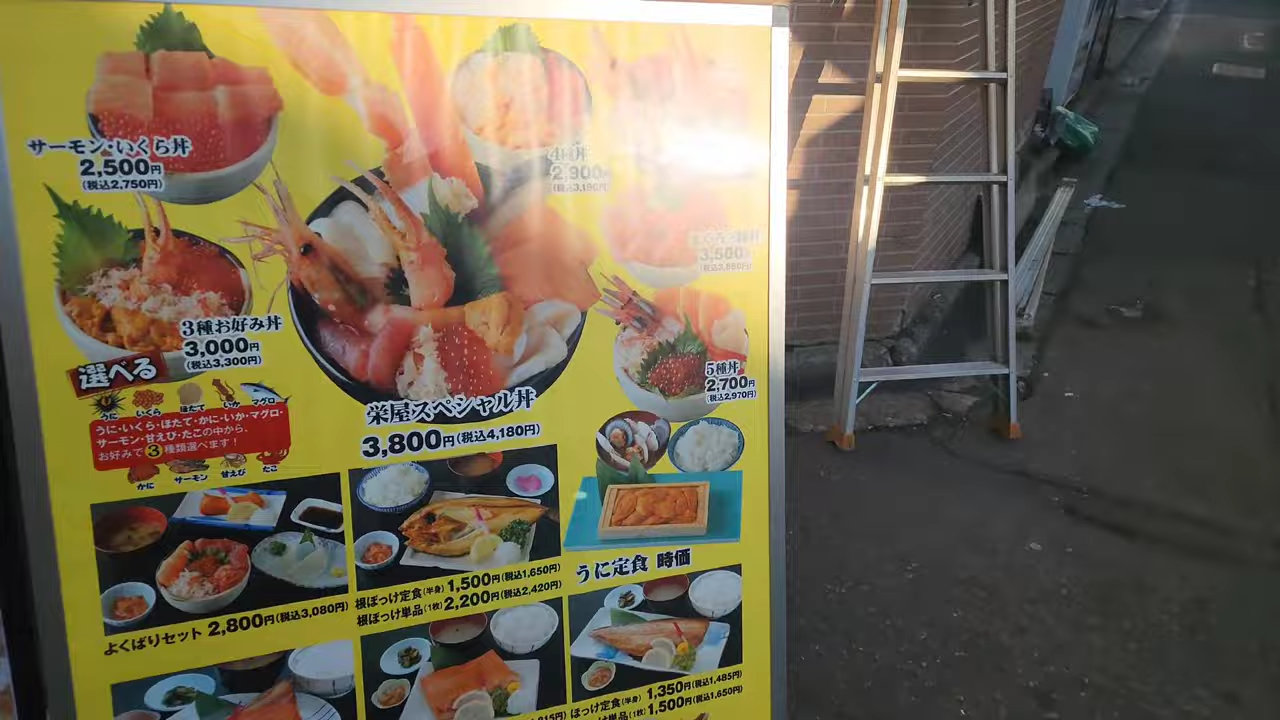 サーモン・いくら丼
2,500円
(税込2,750円)
2,900円
3,500円
3種お好み丼
3,000円
(税込3,300円)
選べる
うに
いくら
ほたて
いか
マグロ
うに・いくら・ほたて・かに・いか・マグロ・
サーモン・甘えび・たこの中から、
お好みで3種類選べます!
かに
サーモン
甘えび
たこ
栄屋スペシャル丼
3,800円(税込4,180円)
5種丼
2,700円
(税込2,970円)
うに定食 時価
よくばりセット 2,800円(税込3,080円)
根ぼっけ定食(半身) 1,500円(税込1,650円)
根ぼっけ単品(1枚) 2,200円(税込2,420円)
ほっけ定食(半身) 1,350円(税込1,485円)
単品(1枚) 1,500円(税込1,650円)